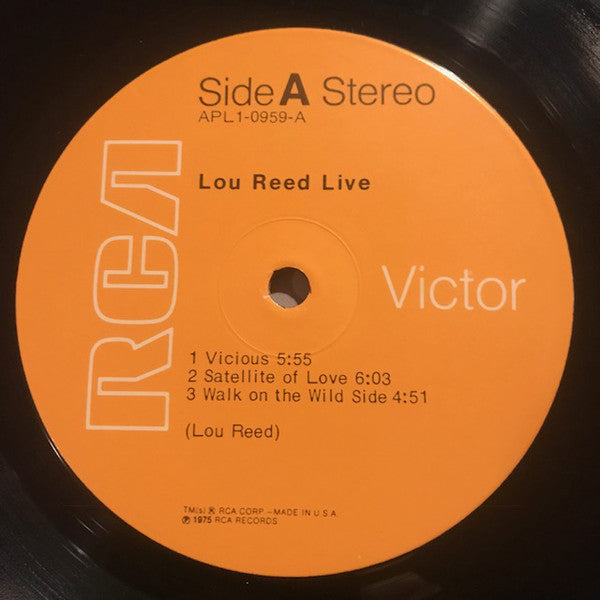 Side A Stereo
APL1-0959-A
Lou Reed Live
RCA
Victor
1 Vicious 5:55
2 Satellite of Love 6:03
3 Walk on the Wild Side 4:51
(Lou Reed)
TM(s) ® RCA CORP.–MADE IN U.S.A.
℗ 1975 RCA RECORDS